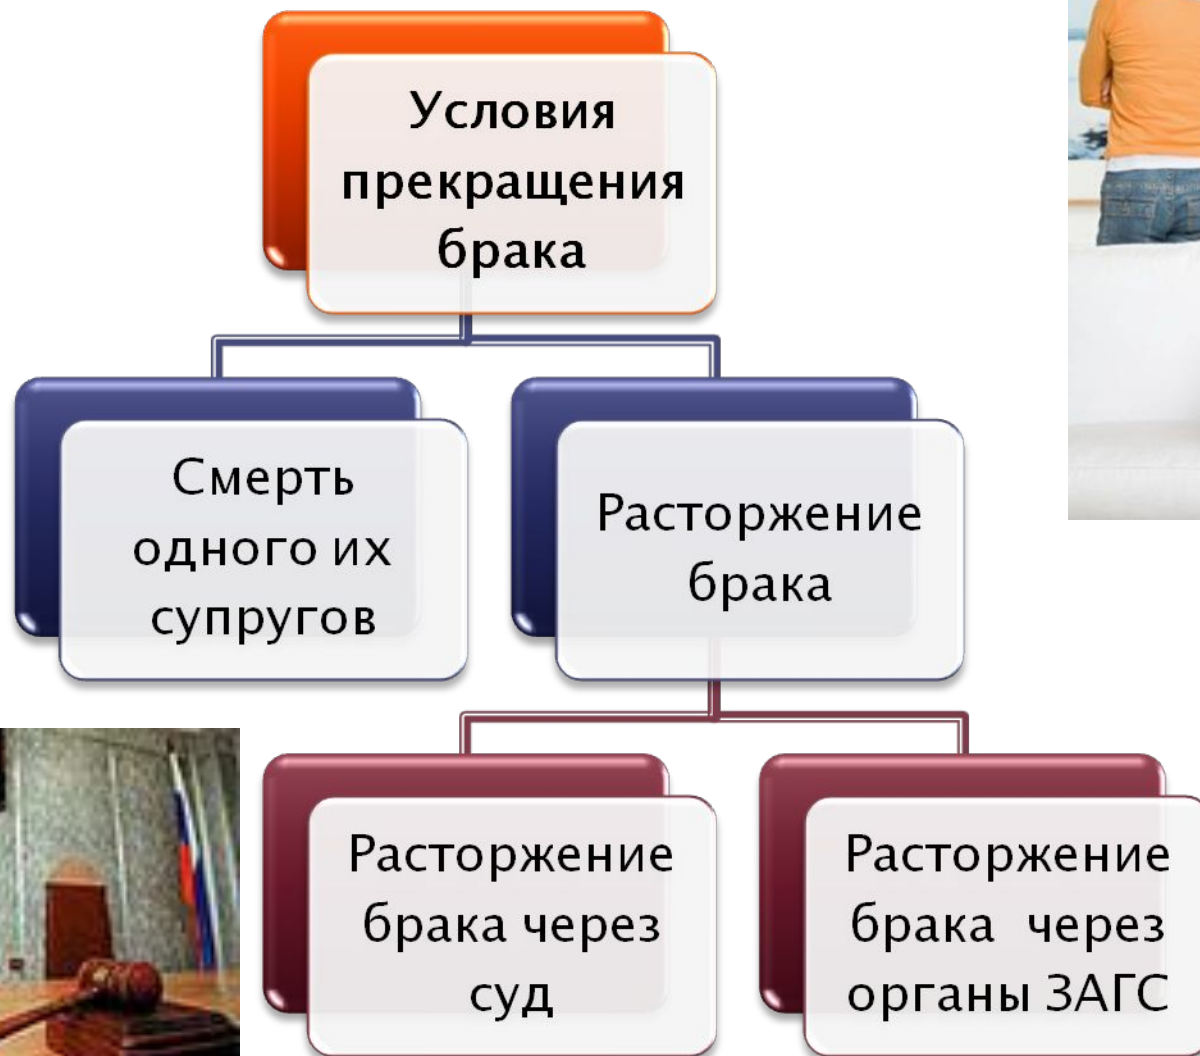 Условия
прекращения
брака
Смерть
одного их
супругов
Расторжение
брака
Расторжение
брака через
суд
Расторжение
брака через
органы ЗАГС